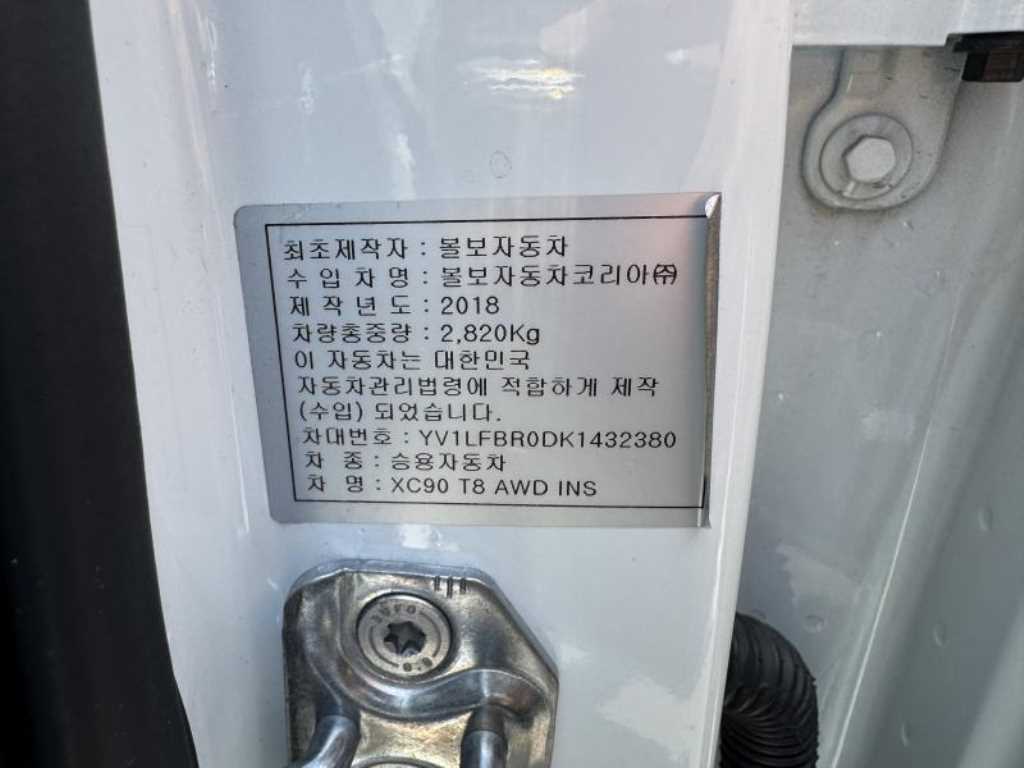 최초제작자 : 볼보자동차
수 입 차 명 : 볼보자동차코리아㈜
제 작 년 도 : 2018
차량총중량 : 2,820Kg
이 자동차는 대한민국
자동차관리법령에 적합하게 제작
(수입) 되었습니다.
차대번호 : YV1LFBR0DK1432380
차 종 : 승용자동차
차 명 : XC90 T8 AWD INS